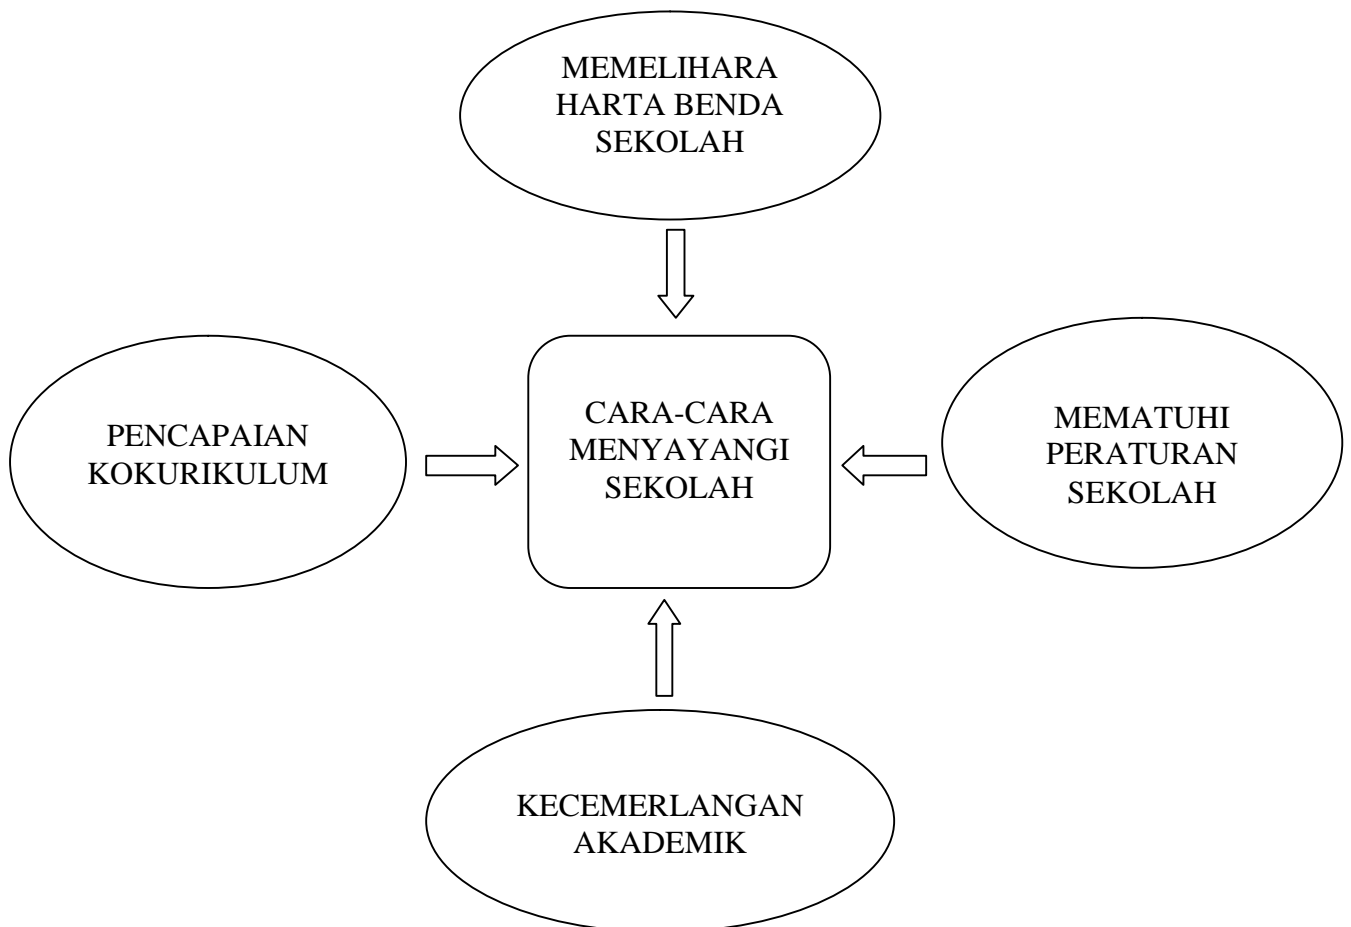 MEMELIHARA
HARTA BENDA
SEKOLAH
PENCAPAIAN
KOKURIKULUM
CARA-CARA
MENYAYANGI
SEKOLAH
MEMATUHI
PERATURAN
SEKOLAH
KECEMERLANGAN
AKADEMIK